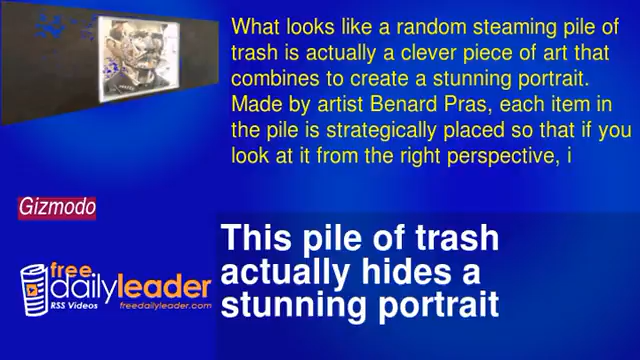 What looks like a random steaming pile of
trash is actually a clever piece of art that
combines to create a stunning portrait.
Made by artist Benard Pras, each item in
the pile is strategically placed so that if you
look at it from the right perspective, i
Gizmodo
This pile of trash
actually hides a
stunning portrait
free
dailyleader
RSS Videos freedailyleader.com